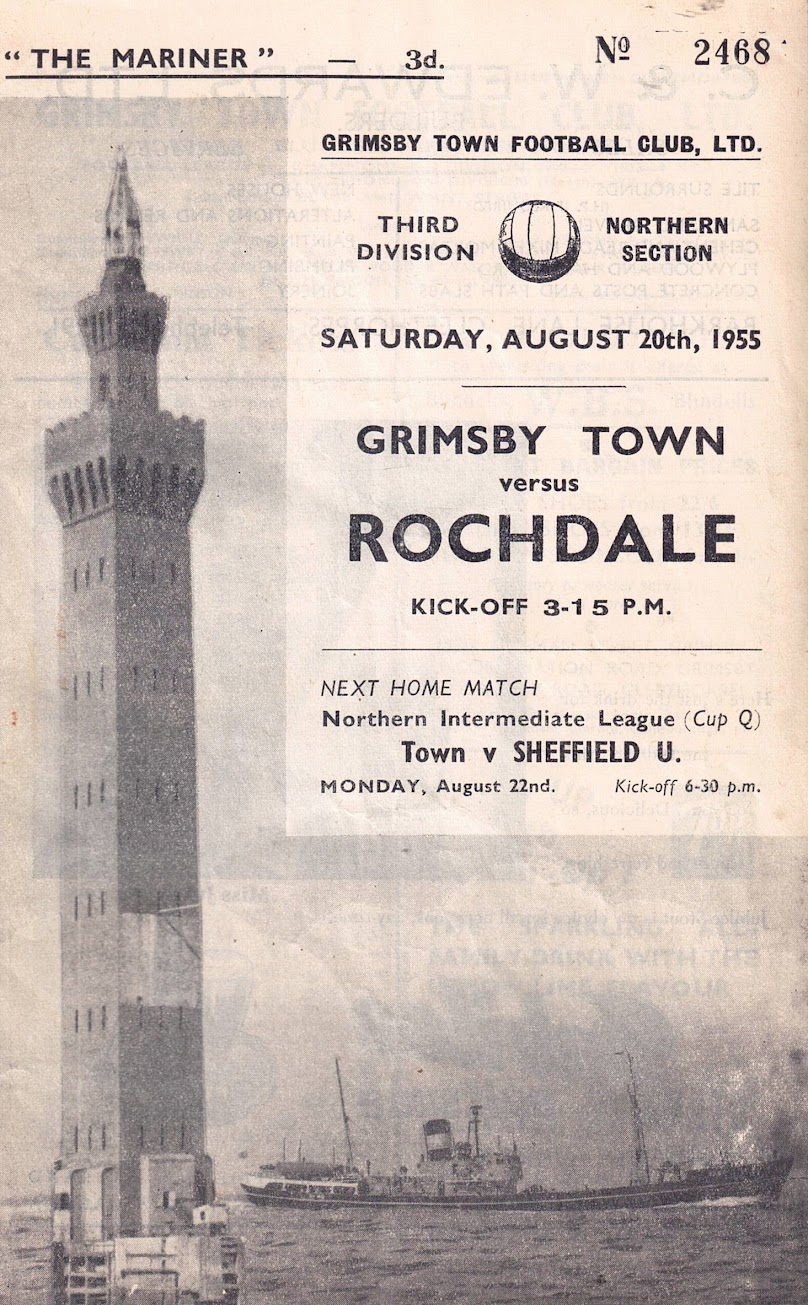 "THE MARINER" — 3d. Nº 2468
GRIMSBY TOWN FOOTBALL CLUB, LTD.
THIRD DIVISION
NORTHERN SECTION
SATURDAY, AUGUST 20th, 1955
GRIMSBY TOWN
versus
ROCHDALE
KICK-OFF 3-15 P.M.
NEXT HOME MATCH
Northern Intermediate League (Cup Q)
Town v SHEFFIELD U.
MONDAY, August 22nd. Kick-off 6-30 p.m.